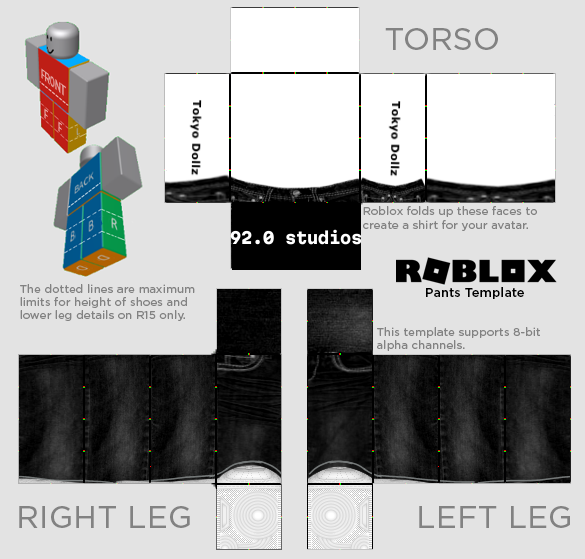 TORSO
FRONT
F
F
L
Tokyo Dollz
Tokyo Dollz
BACK
B
B
R
92.0 studios
Roblox folds up these faces to
create a shirt for your avatar.
The dotted lines are maximum
limits for height of shoes and
lower leg details on R15 only.
ROBLOX
Pants Template
This template supports 8-bit
alpha channels.
RIGHT LEG
LEFT LEG